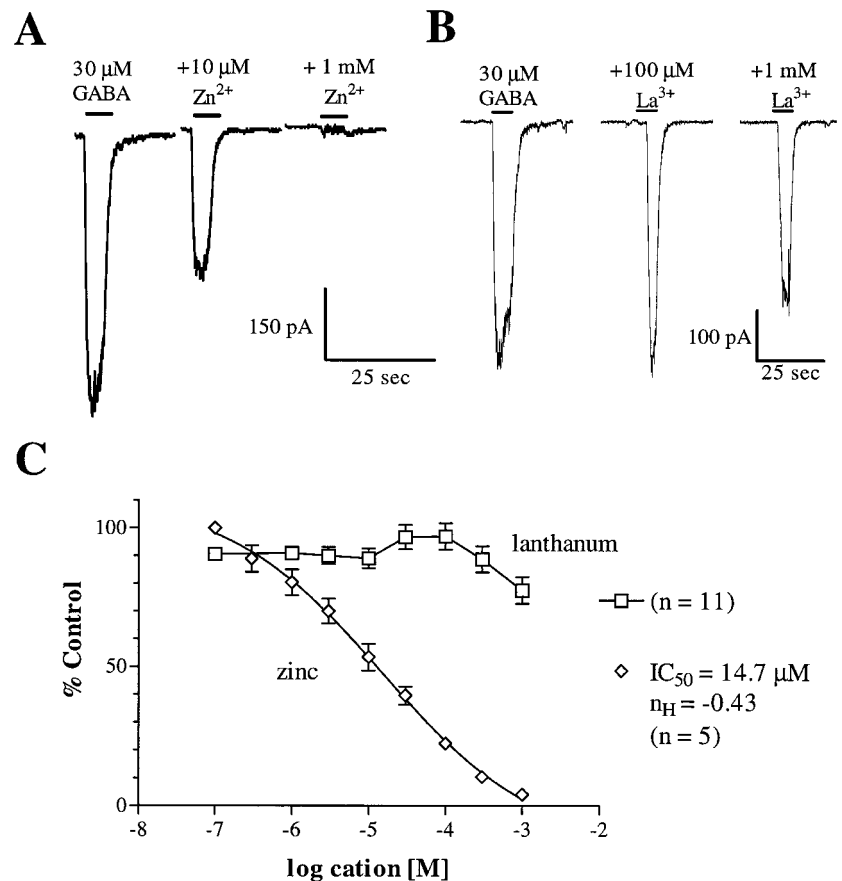 A
30 μM
GABA
+10 μM
Zn²⁺
+ 1 mM
Zn²⁺
150 pA
25 sec
B
30 μM
GABA
+100 μM
La³⁺
+1 mM
La³⁺
100 pA
25 sec
C
% Control
100
50
0
-8
-7
-6
-5
-4
-3
-2
log cation [M]
lanthanum
zinc
(n = 11)
IC₅₀ = 14.7 μM
n_H = -0.43
(n = 5)